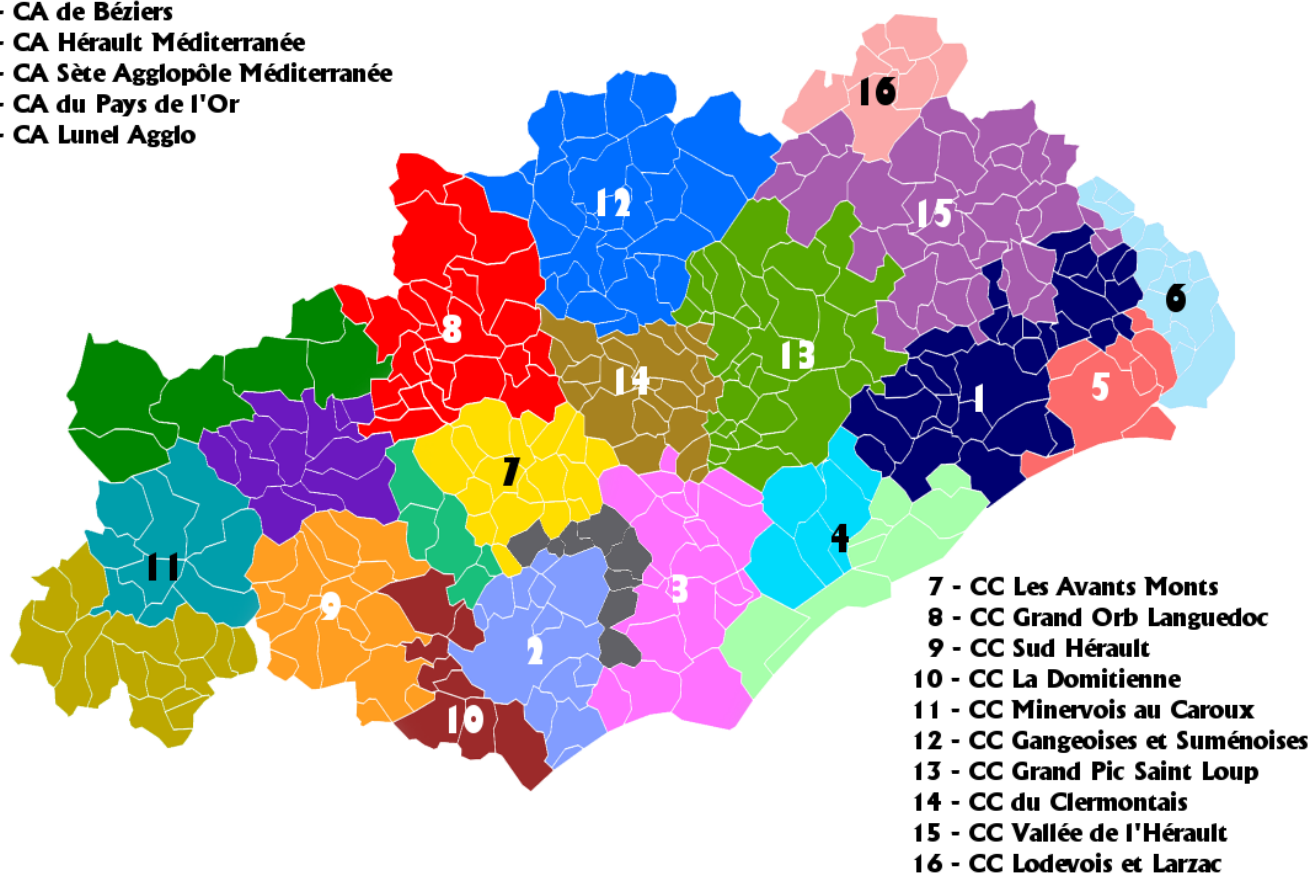 - CA de Béziers
- CA Hérault Méditerranée
- CA Sète Agglopôle Méditerranée
- CA du Pays de l'Or
- CA Lunel Agglo
16
12
15
6
8
13
14
1
5
7
4
11
3
9
2
10
7 - CC Les Avants Monts
8 - CC Grand Orb Languedoc
9 - CC Sud Hérault
10 - CC La Domitienne
11 - CC Minervois au Caroux
12 - CC Gangeoises et Suménoises
13 - CC Grand Pic Saint Loup
14 - CC du Clermontais
15 - CC Vallée de l'Hérault
16 - CC Lodevois et Larzac